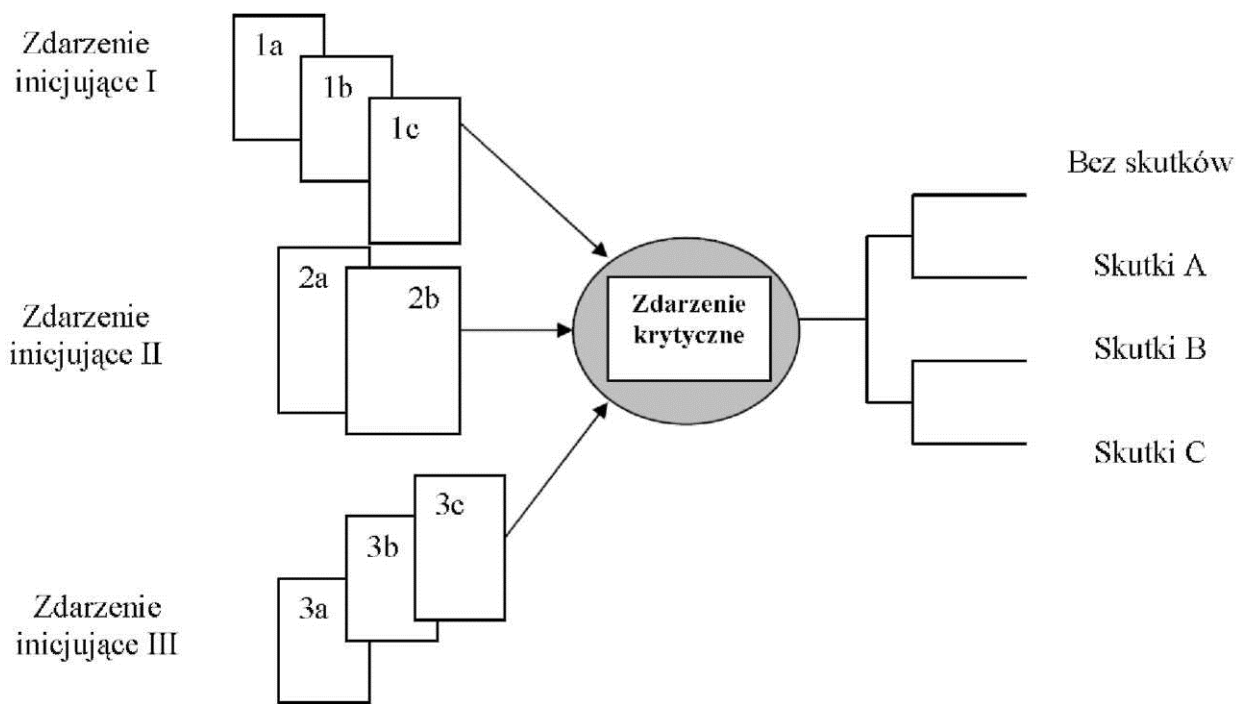 Zdarzenie
inicjujące I
1a
1b
1c
Zdarzenie
inicjujące II
2a
2b
Zdarzenie
inicjujące III
3a
3b
3c
Zdarzenie
krytyczne
Bez skutków
Skutki A
Skutki B
Skutki C